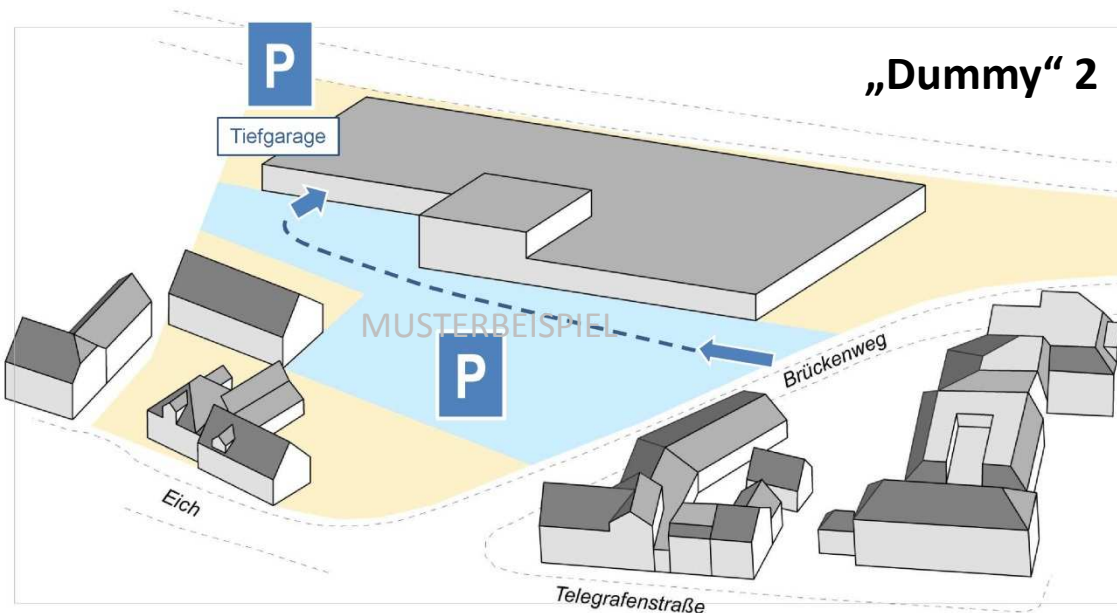 „Dummy“ 2
P
Tiefgarage
MUSTERBEISPIEL
P
Brückenweg
Eich
Telegrafenstraße